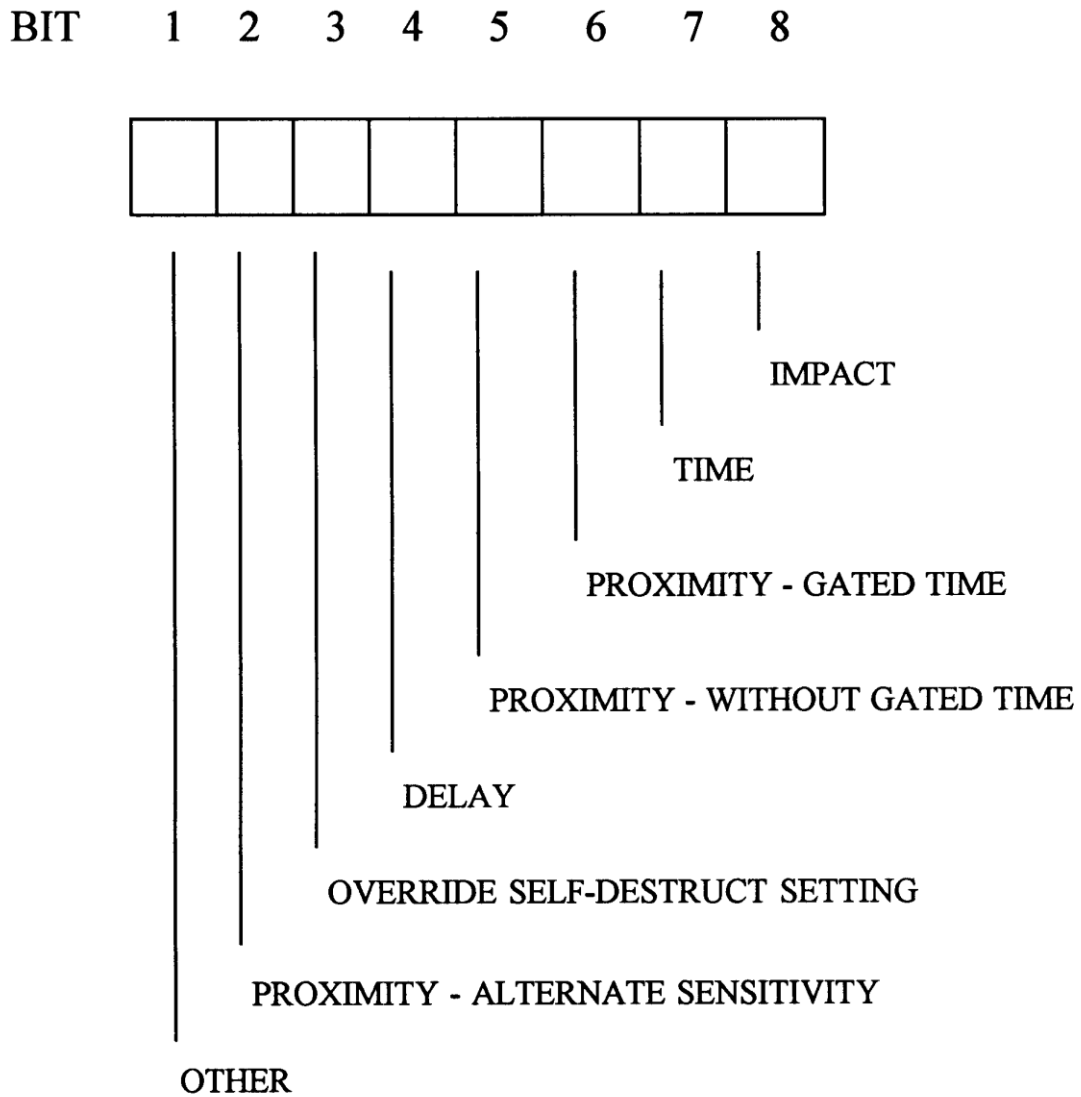 BIT 1 2 3 4 5 6 7 8
IMPACT
TIME
PROXIMITY - GATED TIME
PROXIMITY - WITHOUT GATED TIME
DELAY
OVERRIDE SELF-DESTRUCT SETTING
PROXIMITY - ALTERNATE SENSITIVITY
OTHER